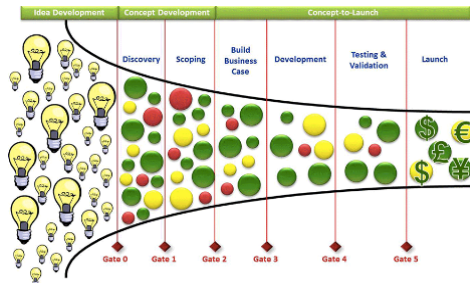 Idea Development
Concept Development
Concept-to-Launch
Discovery
Scoping
Build
Business
Case
Development
Testing &
Validation
Launch
$
€
£
$
¥
Gate 0
Gate 1
Gate 2
Gate 3
Gate 4
Gate 5